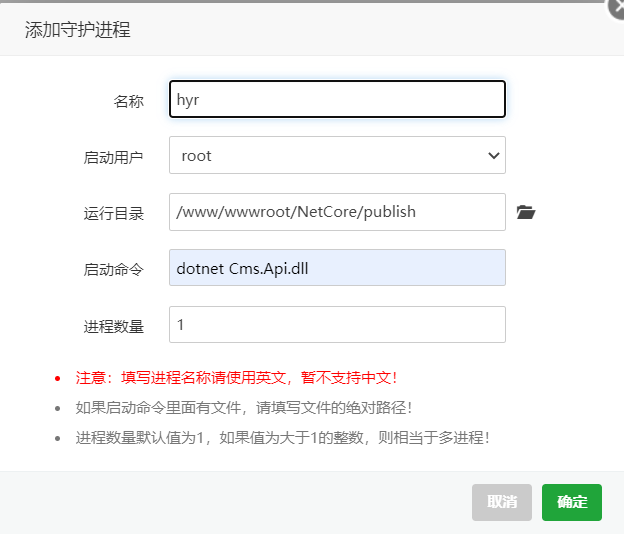 添加守护进程
名称 hyr
启动用户 root
运行目录 /www/wwwroot/NetCore/publish
启动命令 dotnet Cms.Api.dll
进程数量 1
注意：填写进程名称请使用英文，暂不支持中文！
如果启动命令里面有文件，请填写文件的绝对路径！
进程数量默认值为1，如果值为大于1的整数，则相当于多进程！
取消 确定